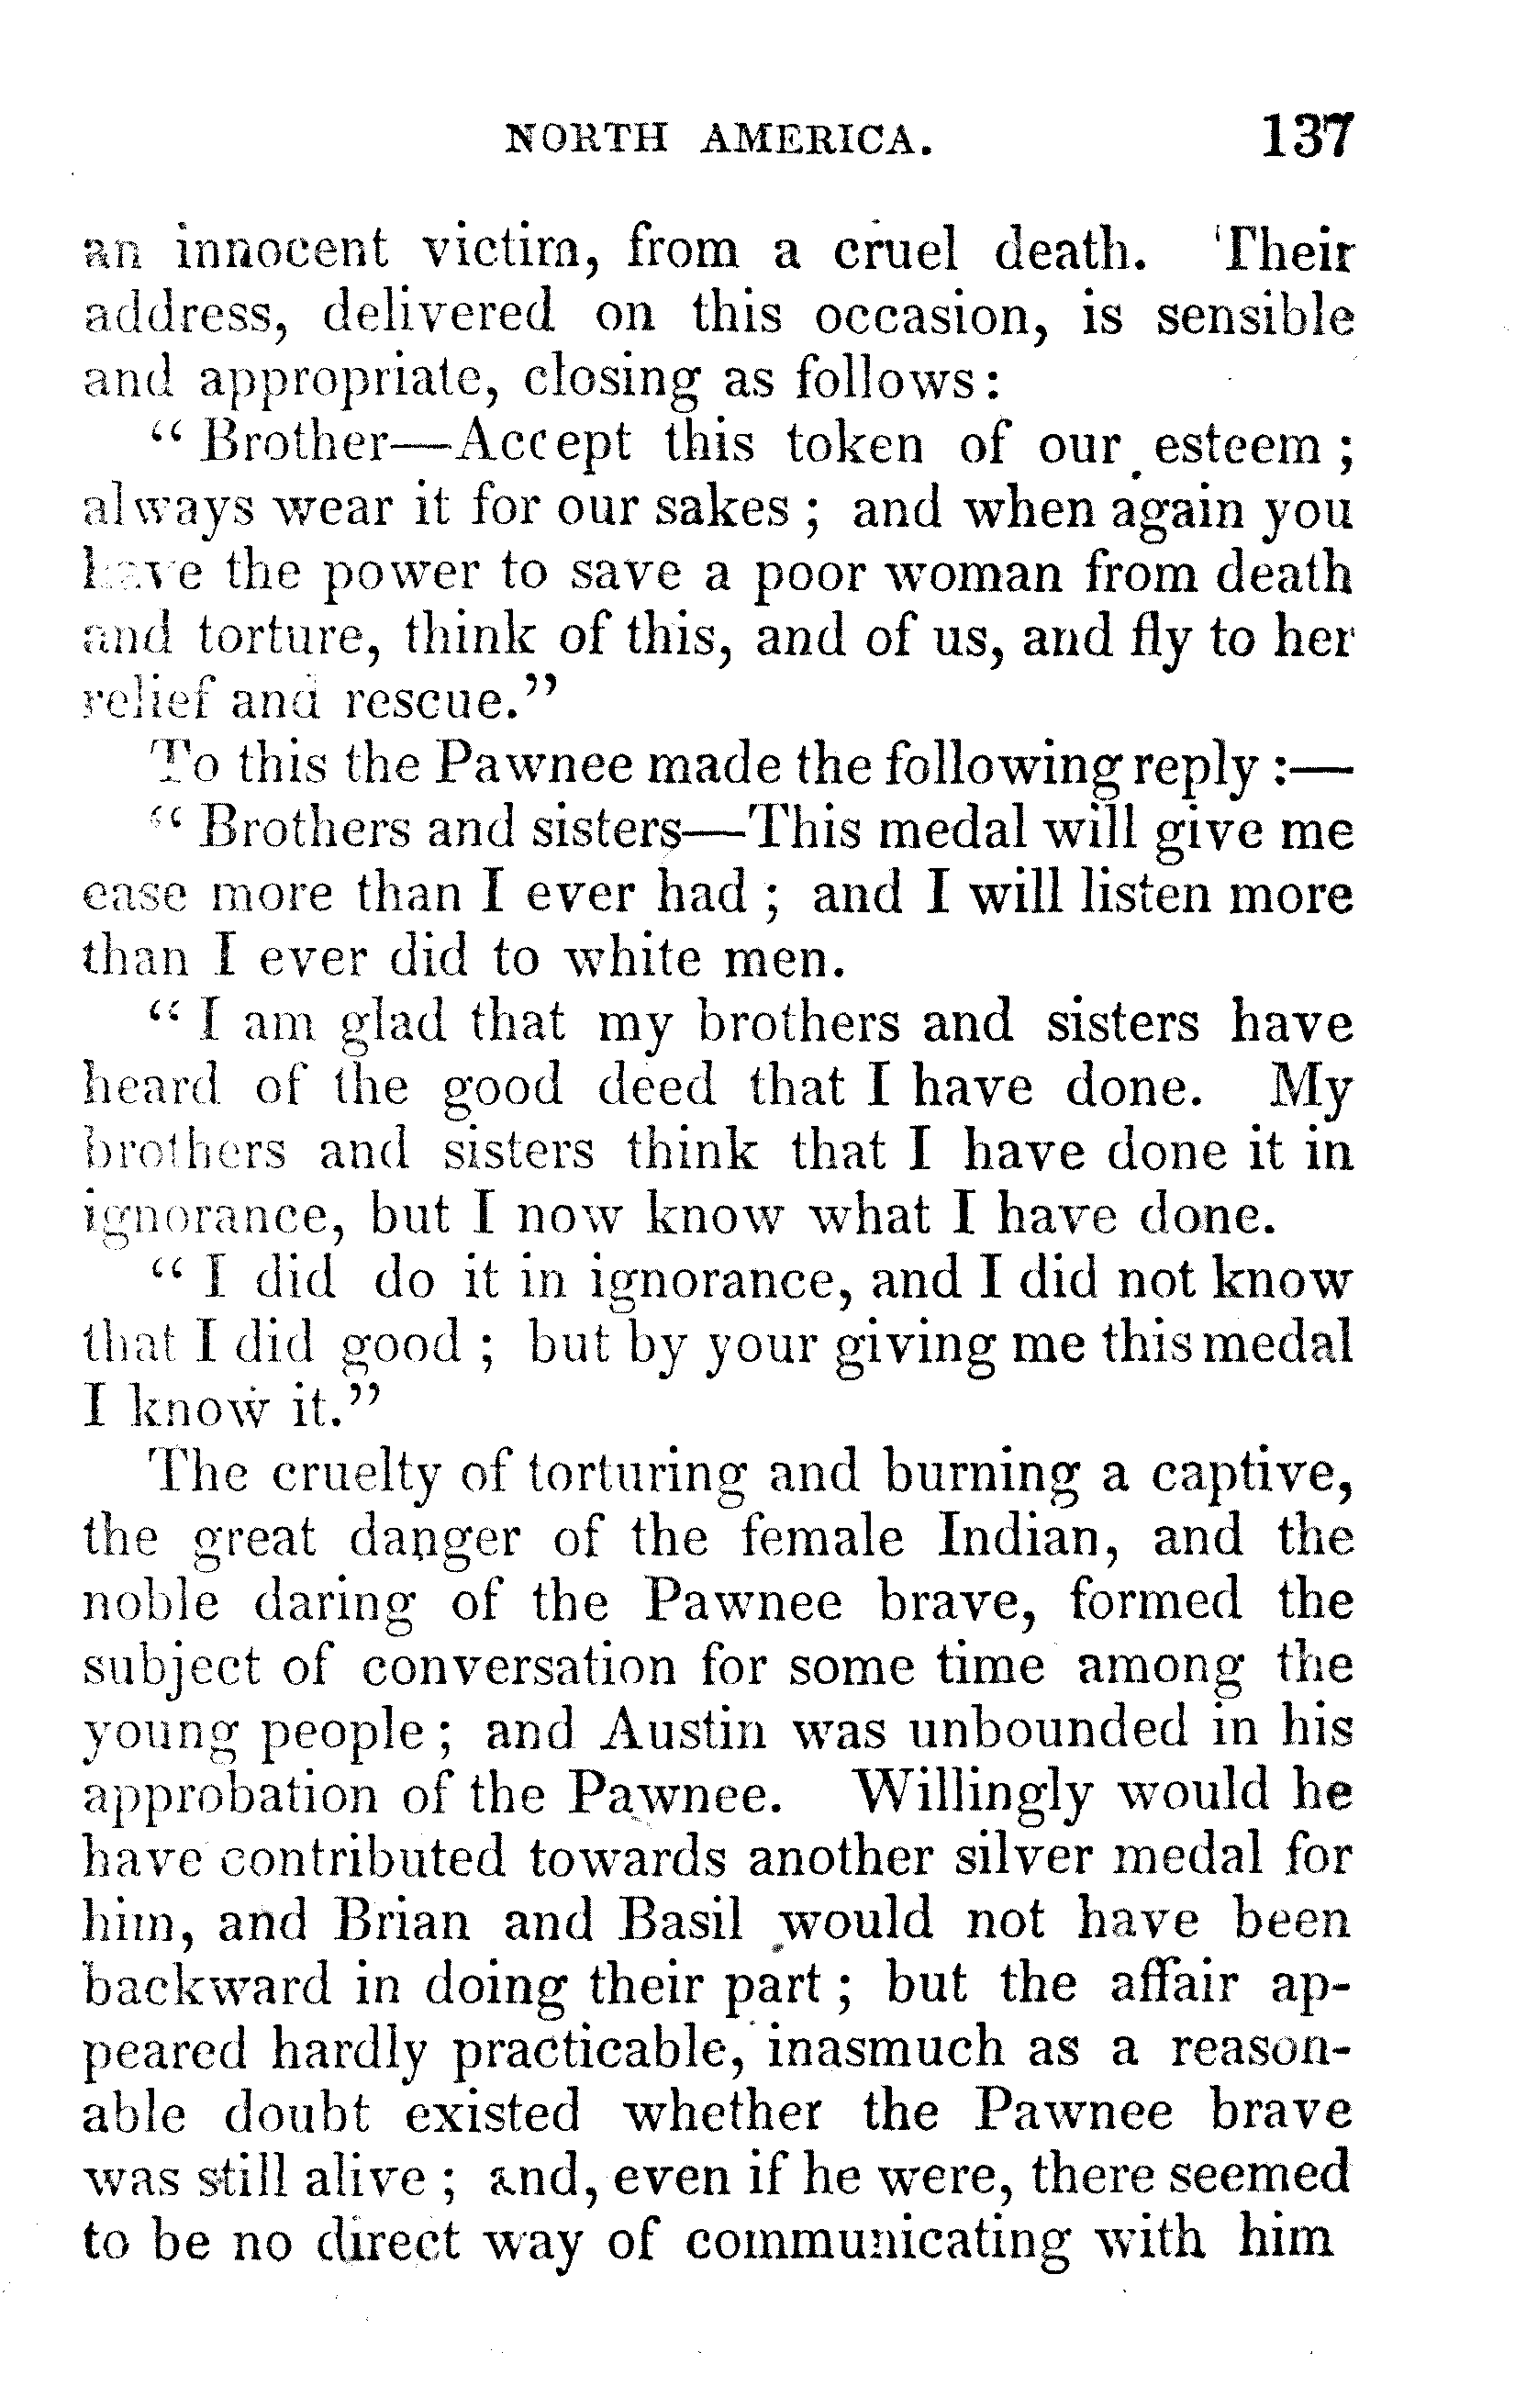 NORTH AMERICA. 137
an innocent victim, from a cruel death. Their
address, delivered on this occasion, is sensible
and appropriate, closing as follows:
“ Brother—Accept this token of our esteem ;
always wear it for our sakes ; and when again you
have the power to save a poor woman from death
and torture, think of this, and of us, and fly to her
relief and rescue.”
To this the Pawnee made the following reply :—
“ Brothers and sisters—This medal will give me
ease more than I ever had ; and I will listen more
than I ever did to white men.
“ I am glad that my brothers and sisters have
heard of the good deed that I have done. My
brothers and sisters think that I have done it in
ignorance, but I now know what I have done.
“ I did do it in ignorance, and I did not know
that I did good ; but by your giving me this medal
I know it.”
The cruelty of torturing and burning a captive,
the great danger of the female Indian, and the
noble daring of the Pawnee brave, formed the
subject of conversation for some time among the
young people ; and Austin was unbounded in his
approbation of the Pawnee. Willingly would he
have contributed towards another silver medal for
him, and Brian and Basil would not have been
backward in doing their part ; but the affair ap-
peared hardly practicable, inasmuch as a reason-
able doubt existed whether the Pawnee brave
was still alive ; and, even if he were, there seemed
to be no direct way of communicating with him